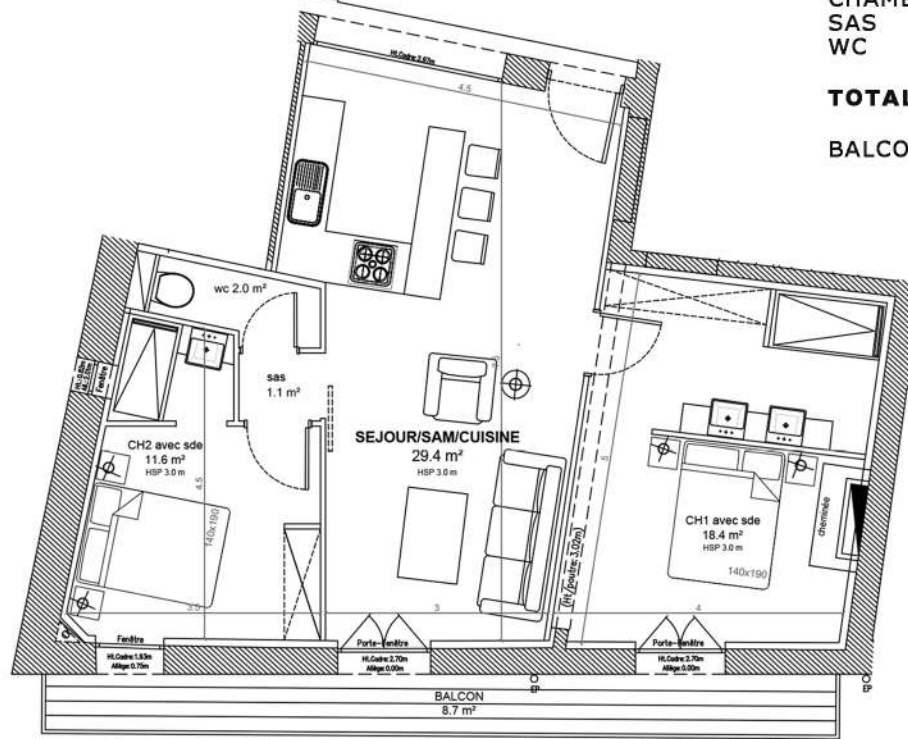 CHAMB
SAS
WC
TOTAL
BALCO
Ht.Cadre: 2.67m
4.5
wc 2.0 m²
sas
1.1 m²
Fenêtre
CH2 avec sde
11.6 m²
HSP 3.0 m
4.5
140x190
3.5
SEJOUR/SAM/CUISINE
29.4 m²
HSP 3.0 m
3
(Ht. poutre: 3.02m)
5
CH1 avec sde
18.4 m²
HSP 3.0 m
140x190
cheminée
4
Fenêtre
Ht.Cadre: 1.83m
Allège: 0.75m
Porte-fenêtre
Ht.Cadre: 2.70m
Allège: 0.00m
Porte-fenêtre
Ht.Cadre: 2.70m
Allège: 0.00m
EP
EP
BALCON
8.7 m²